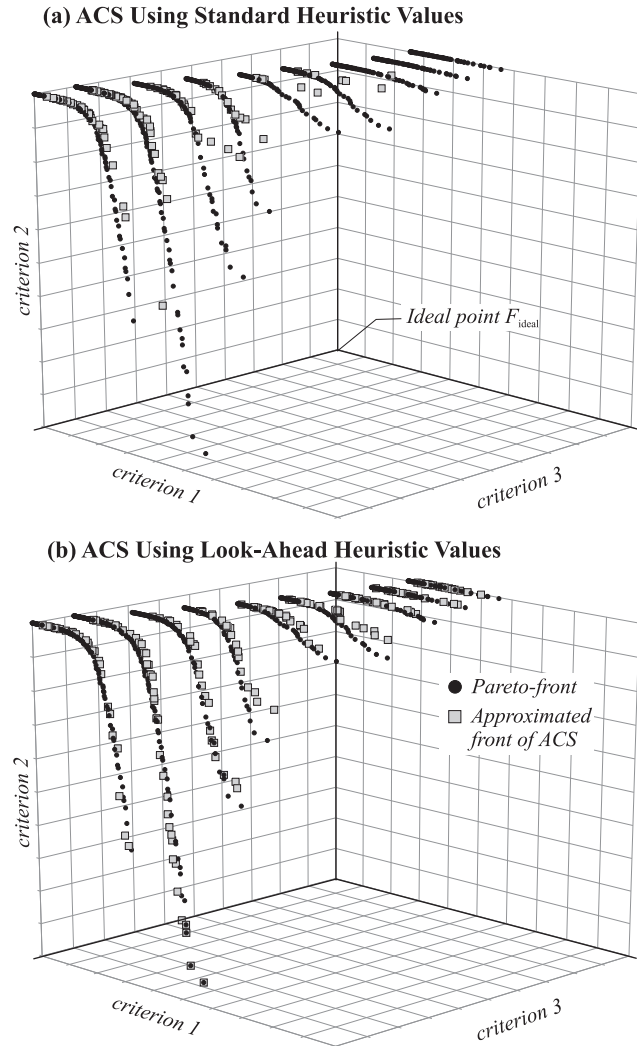 (a) ACS Using Standard Heuristic Values
criterion 2
Ideal point F_ideal
criterion 1
criterion 3
(b) ACS Using Look-Ahead Heuristic Values
Pareto-front
Approximated
front of ACS
criterion 2
criterion 1
criterion 3